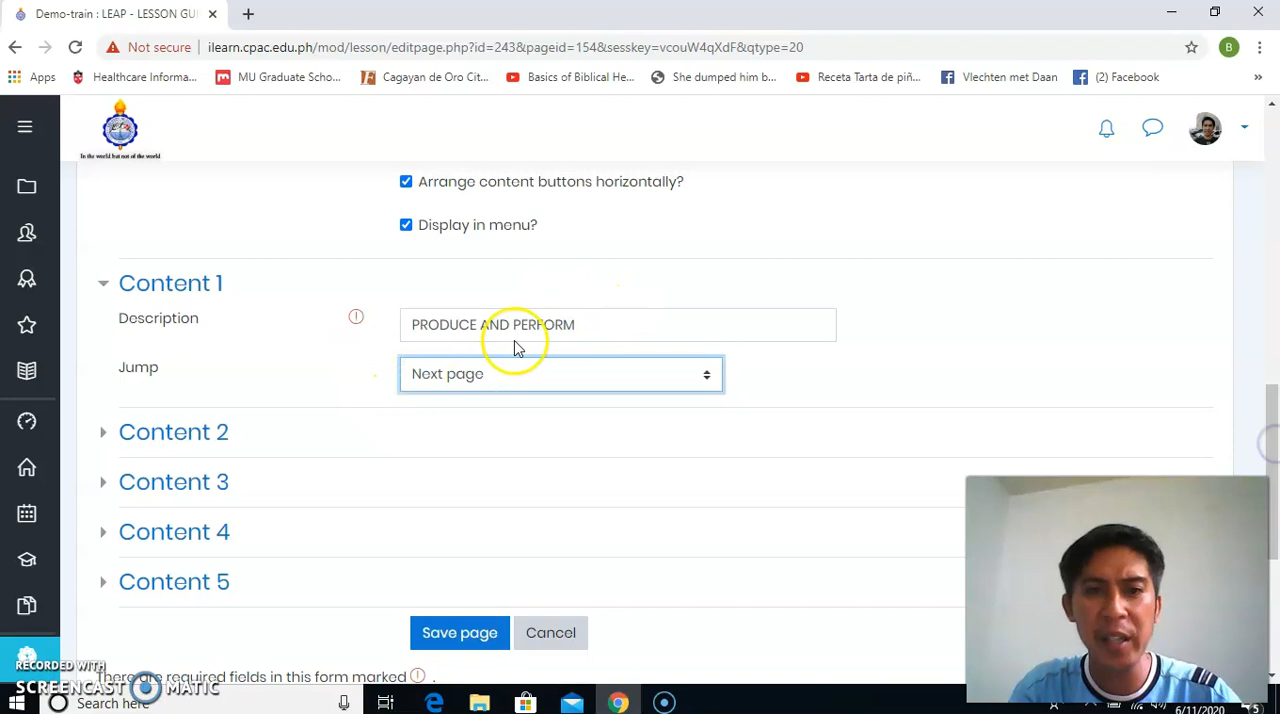 Demo-train : LEAP - LESSON GUI
Not secure
ilearn.cpac.edu.ph/mod/lesson/editpage.php?id=243&pageid=154&sesskey=vcouW4qXdF&qtype=20
B
Apps
Healthcare Informa...
MU Graduate Scho...
Cagayan de Oro Cit...
Basics of Biblical He...
She dumped him b...
Receta Tarta de piñ...
Vlechten met Daan
(2) Facebook
»
In the world but not of the world
Arrange content buttons horizontally?
Display in menu?
Content 1
Description
PRODUCE AND PERFORM
Jump
Next page
Content 2
Content 3
Content 4
Content 5
Save page
Cancel
There are required fields in this form marked
RECORDED WITH
SCREENCAST MATIC
Search here
6/11/2020
5